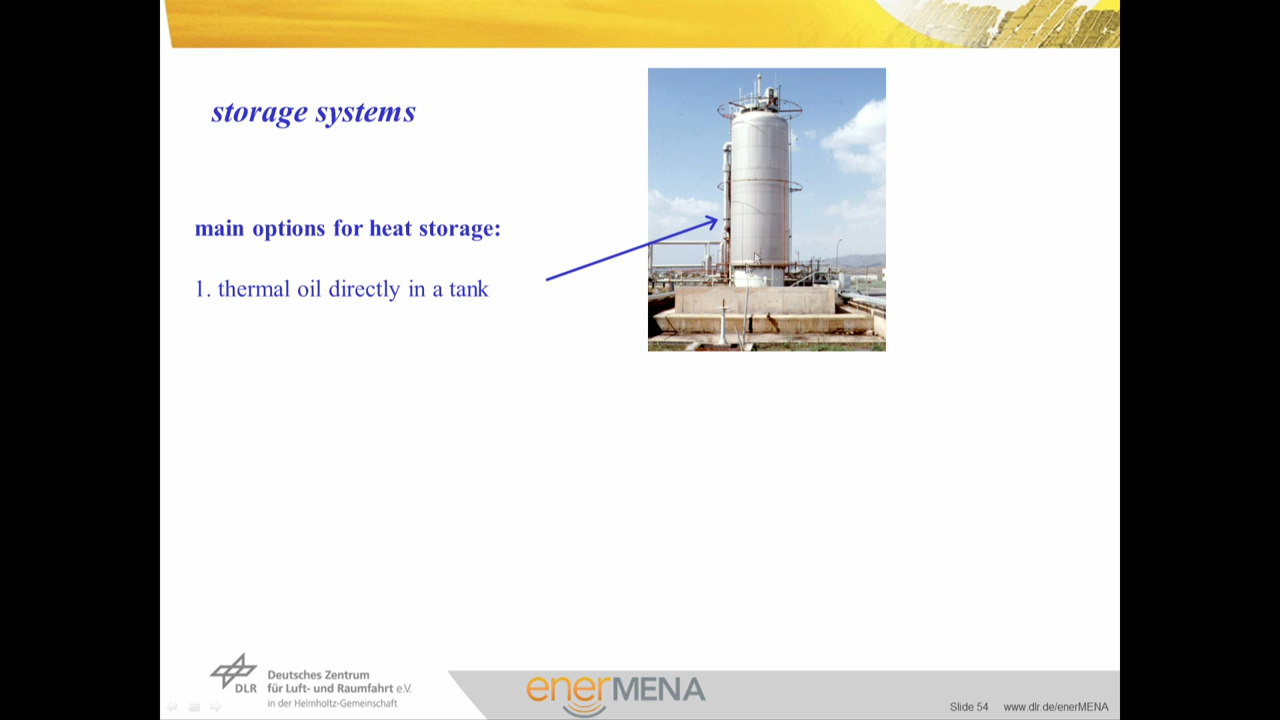 storage systems
main options for heat storage:
1. thermal oil directly in a tank
DLR
Deutsches Zentrum
für Luft- und Raumfahrt e.V.
in der Helmholtz-Gemeinschaft
enerMENA
Slide 54 www.dlr.de/enerMENA